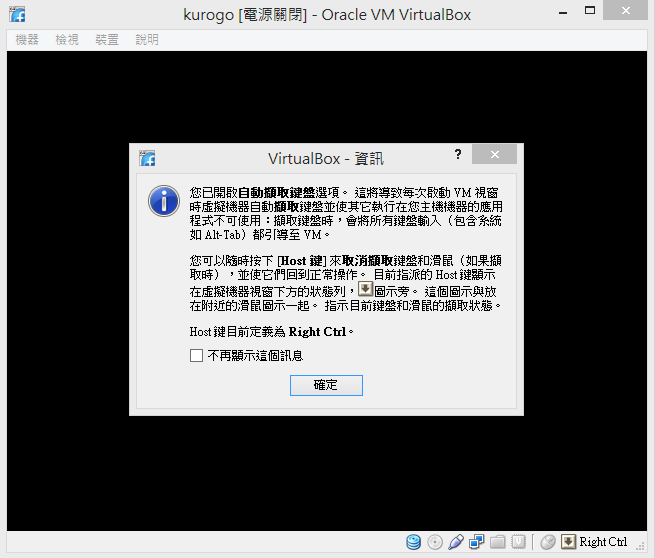 kurogo [電源關閉] - Oracle VM VirtualBox
機器 檢視 裝置 說明
VirtualBox - 資訊
您已開啟自動擷取鍵盤選項。 這將導致每次啟動 VM 視窗
時虛擬機器自動擷取鍵盤並使其它執行在您主機機器的應用
程式不可使用：擷取鍵盤時，會將所有鍵盤輸入（包含系統
如 Alt-Tab）都引導至 VM。
您可以隨時按下 [Host 鍵] 來取消擷取鍵盤和滑鼠（如果擷
取時），並使它們回到正常操作。 目前指派的 Host 鍵顯示
在虛擬機器視窗下方的狀態列，圖示旁。 這個圖示與放
在附近的滑鼠圖示一起。 指示目前鍵盤和滑鼠的擷取狀態。
Host 鍵目前定義為 Right Ctrl。
不再顯示這個訊息
確定
Right Ctrl